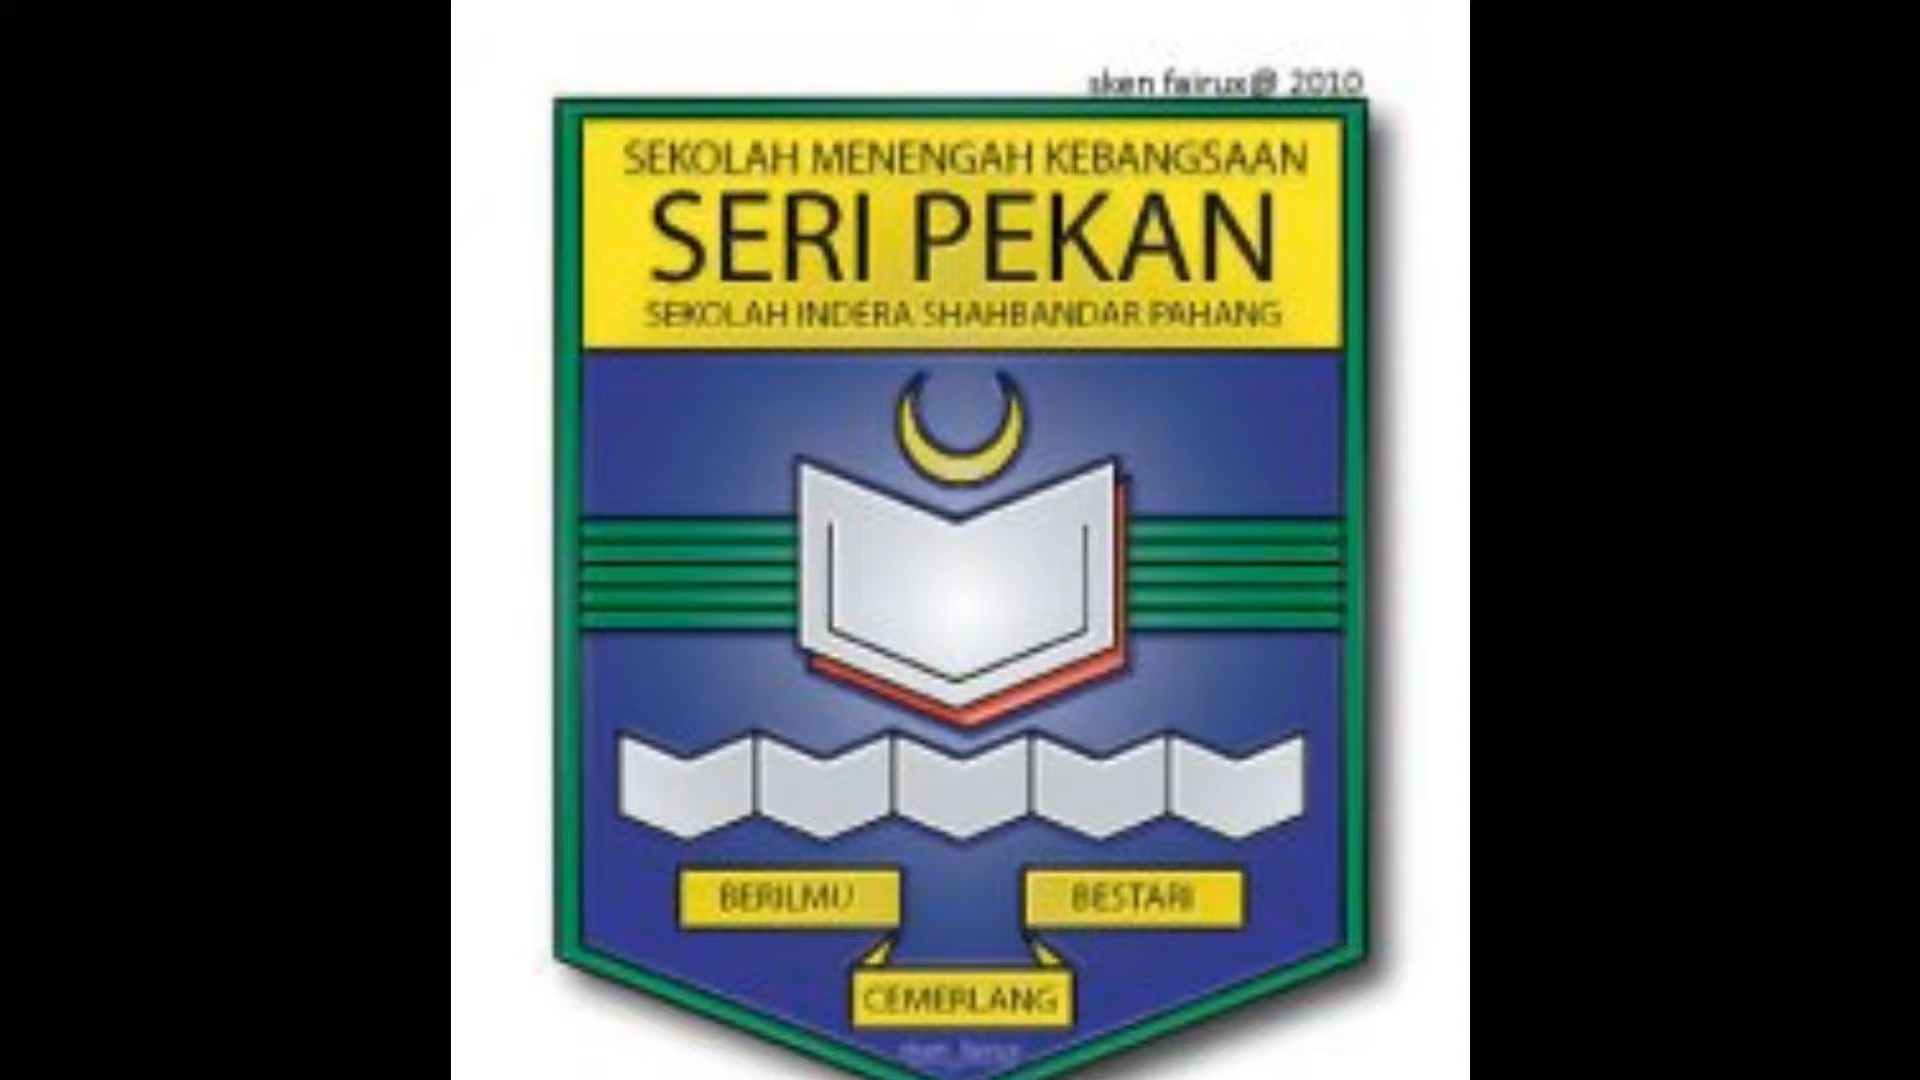 sken fairux@ 2010
SEKOLAH MENENGAH KEBANGSAAN
SERI PEKAN
SEKOLAH INDERA SHAHBANDAR PAHANG
BERILMU
BESTARI
CEMERLANG